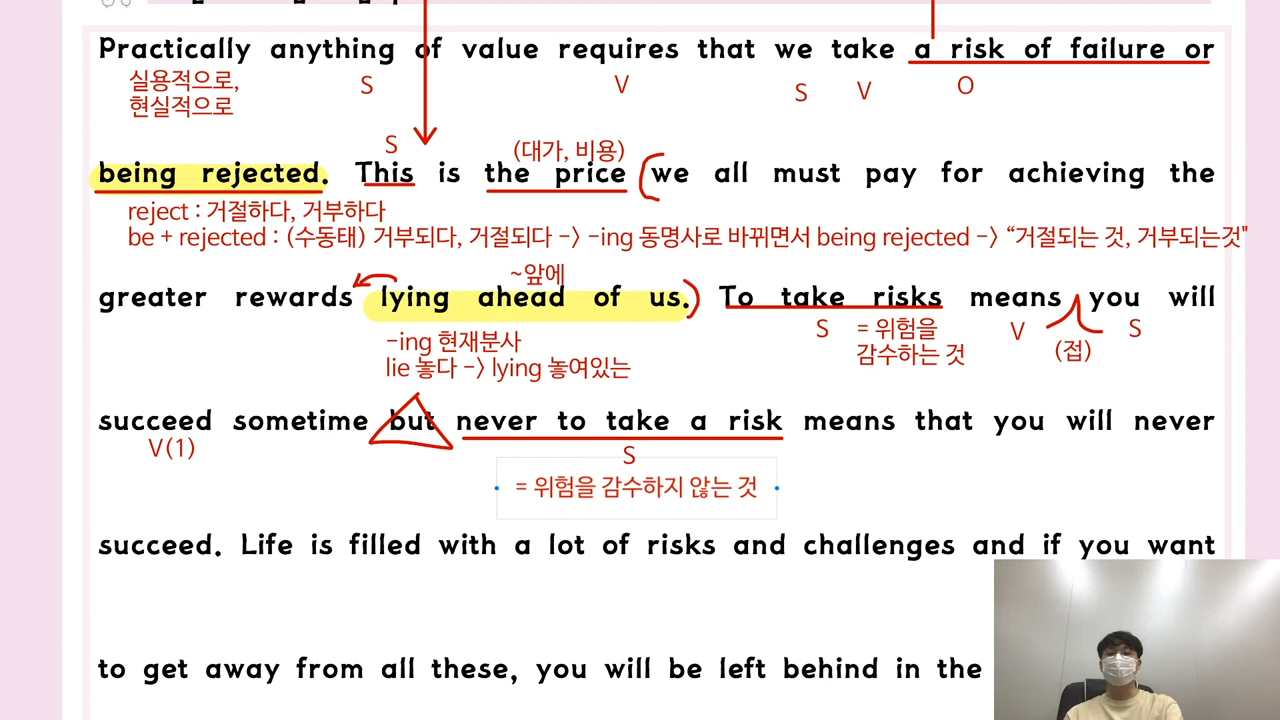 Practically anything of value requires that we take a risk of failure or
실용적으로, S V S V O
현실적으로
S (대가, 비용)
being rejected. This is the price (we all must pay for achieving the
reject : 거절하다, 거부하다
be + rejected : (수동태) 거부되다, 거절되다 -> -ing 동명사로 바뀌면서 being rejected -> “거절되는 것, 거부되는것"
~앞에
greater rewards lying ahead of us.) To take risks means you will
-ing 현재분사 S = 위험을 V S
감수하는 것 (접)
lie 놓다 -> lying 놓여있는
succeed sometime but never to take a risk means that you will never
V(1) S
= 위험을 감수하지 않는 것
succeed. Life is filled with a lot of risks and challenges and if you want
to get away from all these, you will be left behind in the